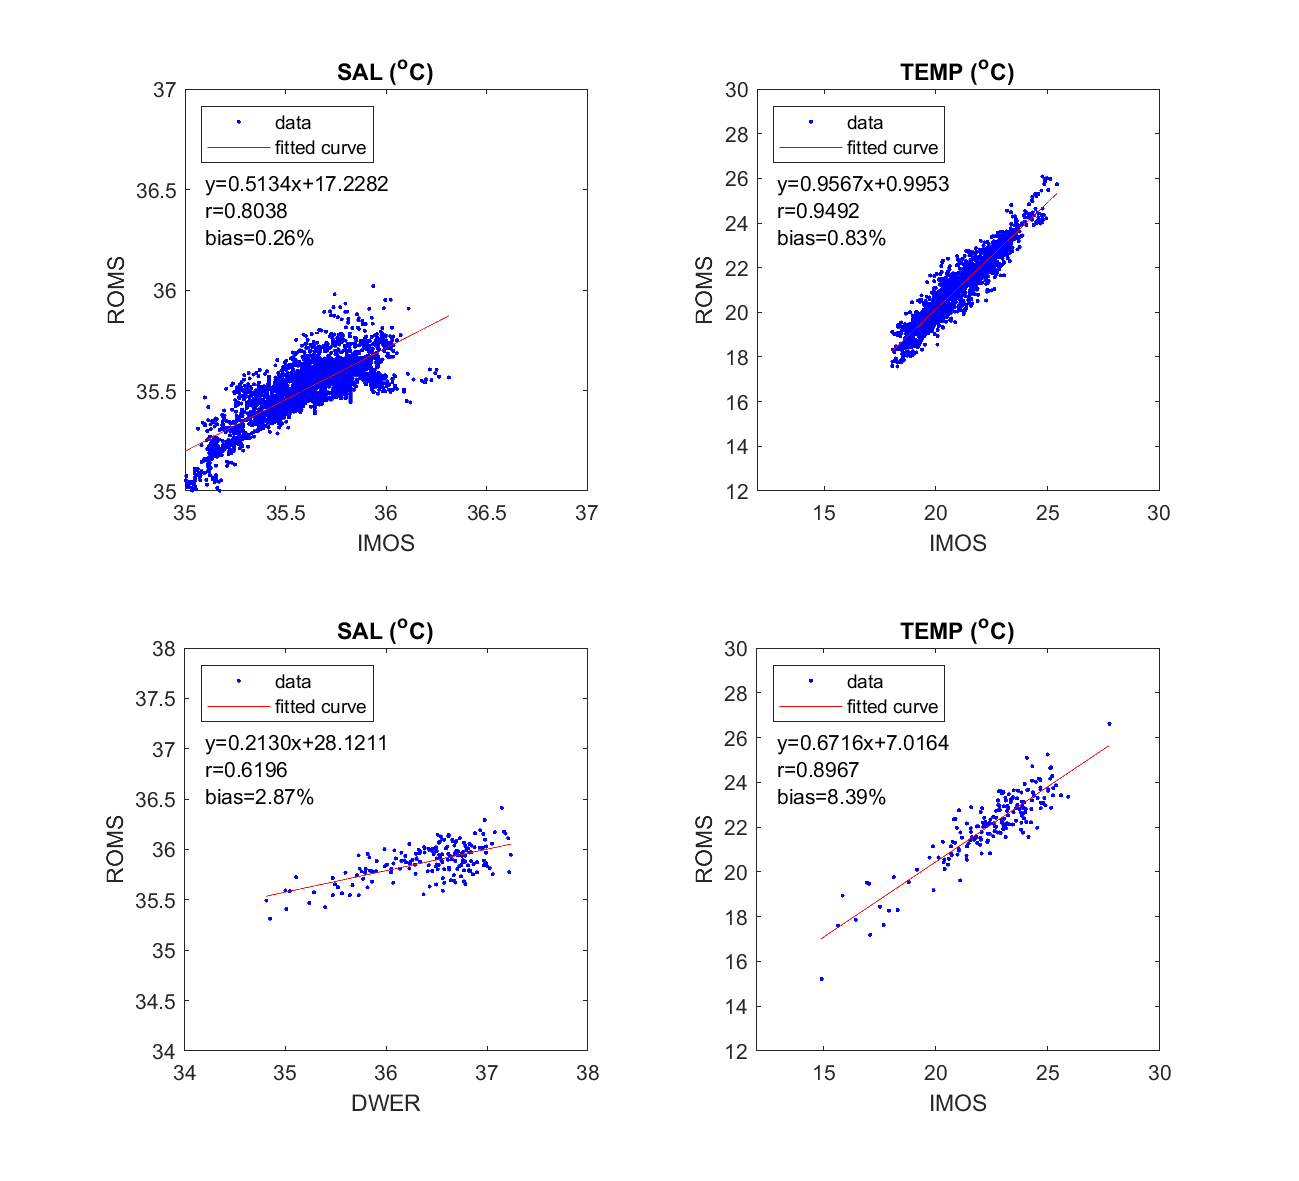 SAL (oC)
37
36.5
36
35.5
35
35
35.5
36
36.5
37
ROMS
IMOS
data
fitted curve
y=0.5134x+17.2282
r=0.8038
bias=0.26%
TEMP (oC)
30
28
26
24
22
20
18
16
14
12
15
20
25
30
ROMS
IMOS
data
fitted curve
y=0.9567x+0.9953
r=0.9492
bias=0.83%
SAL (oC)
38
37.5
37
36.5
36
35.5
35
34.5
34
34
35
36
37
38
ROMS
DWER
data
fitted curve
y=0.2130x+28.1211
r=0.6196
bias=2.87%
TEMP (oC)
30
28
26
24
22
20
18
16
14
12
15
20
25
30
ROMS
IMOS
data
fitted curve
y=0.6716x+7.0164
r=0.8967
bias=8.39%